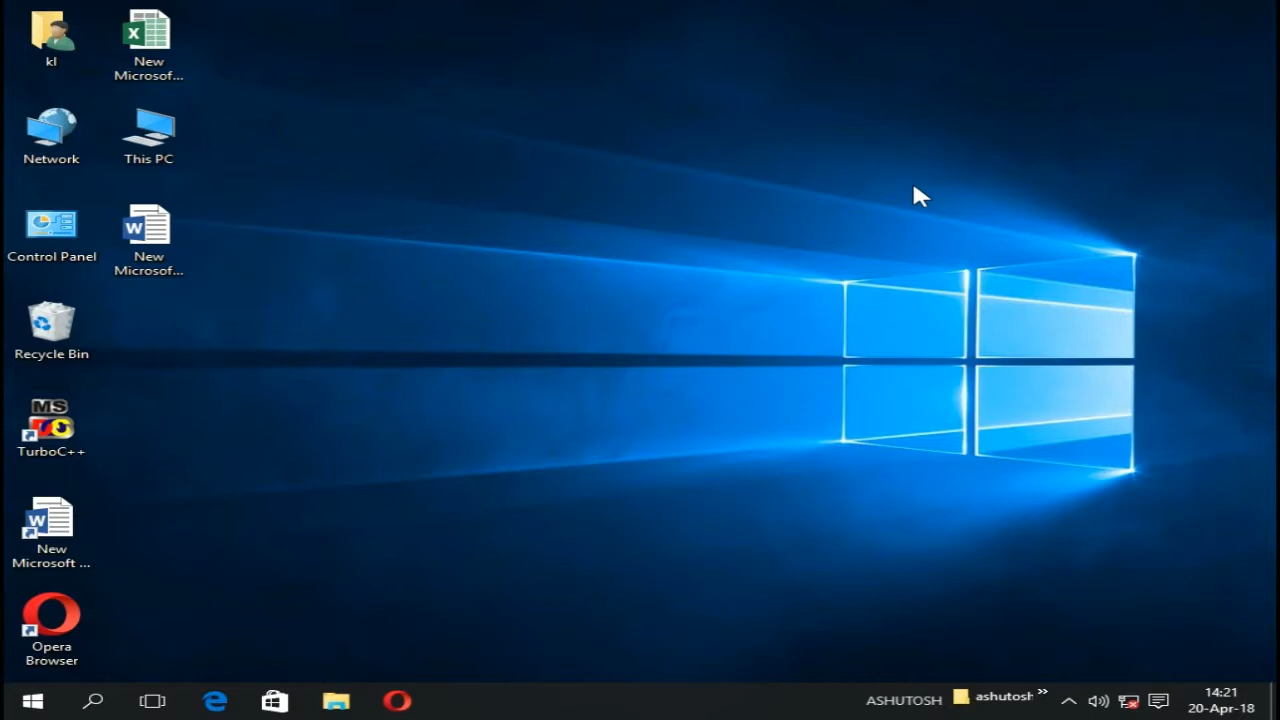 kl
New
Microsof...
Network
This PC
Control Panel
New
Microsof...
Recycle Bin
MS
TurboC++
New
Microsoft ...
Opera
Browser
ASHUTOSH
ashutosh
14:21
20-Apr-18